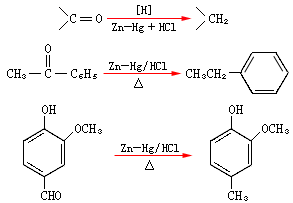 C=O [H] Zn-Hg+HCl CH₂
O
CH₃ C C₆H₅ Zn-Hg/HCl △ CH₃CH₂
OH OCH₃ CHO Zn-Hg/HCl △ OH OCH₃ CH₃